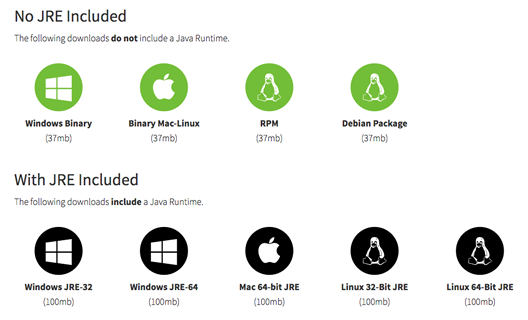 No JRE Included
The following downloads do not include a Java Runtime.
Windows Binary
(37mb)
Binary Mac-Linux
(37mb)
RPM
(37mb)
Debian Package
(37mb)
With JRE Included
The following downloads include a Java Runtime.
Windows JRE-32
(100mb)
Windows JRE-64
(100mb)
Mac 64-bit JRE
(100mb)
Linux 32-Bit JRE
(100mb)
Linux 64-Bit JRE
(100mb)